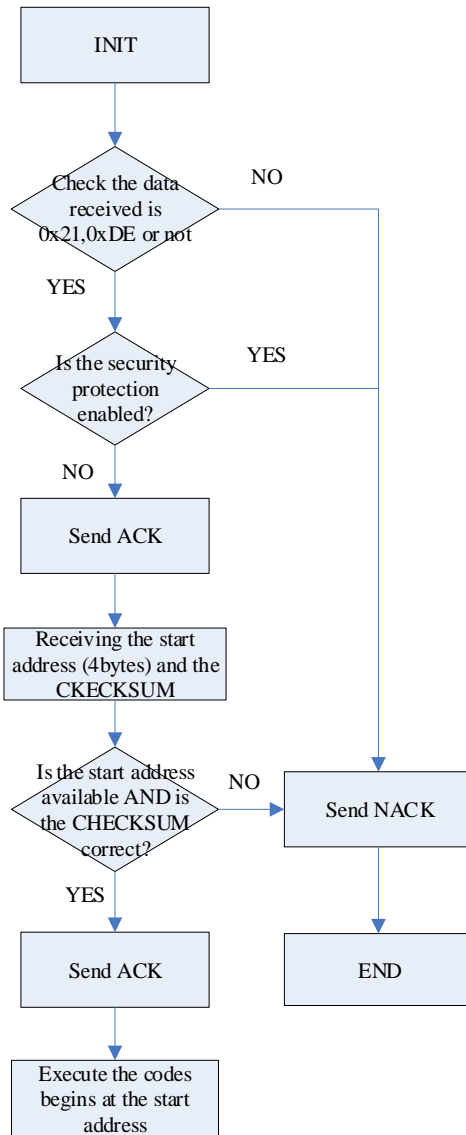 INIT
Check the data
received is
0x21,0xDE or not
NO
YES
Is the security
protection
enabled?
YES
NO
Send ACK
Receiving the start
address (4bytes) and the
CKECKSUM
Is the start address
available AND is
the CHECKSUM
correct?
NO
Send NACK
YES
Send ACK
END
Execute the codes
begins at the start
address